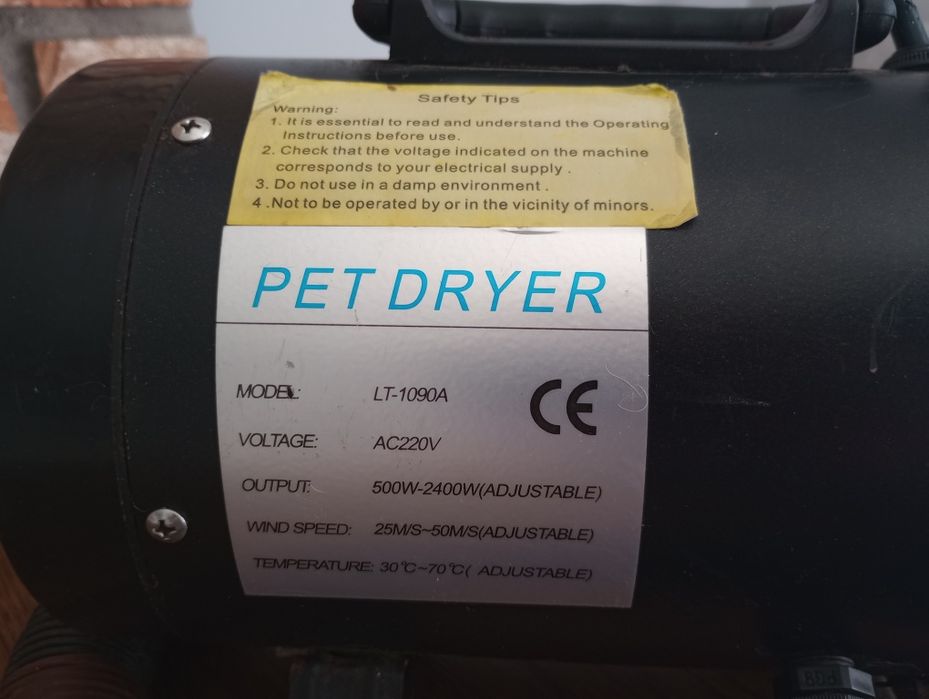 Safety Tips
Warning:
1. It is essential to read and understand the Operating
Instructions before use.
2. Check that the voltage indicated on the machine
corresponds to your electrical supply .
3. Do not use in a damp environment .
4 .Not to be operated by or in the vicinity of minors.
PET DRYER
MODEL: LT-1090A
CE
VOLTAGE: AC220V
OUTPUT: 500W-2400W(ADJUSTABLE)
WIND SPEED: 25M/S~50M/S(ADJUSTABLE)
TEMPERATURE: 30°C~70°C( ADJUSTABLE)